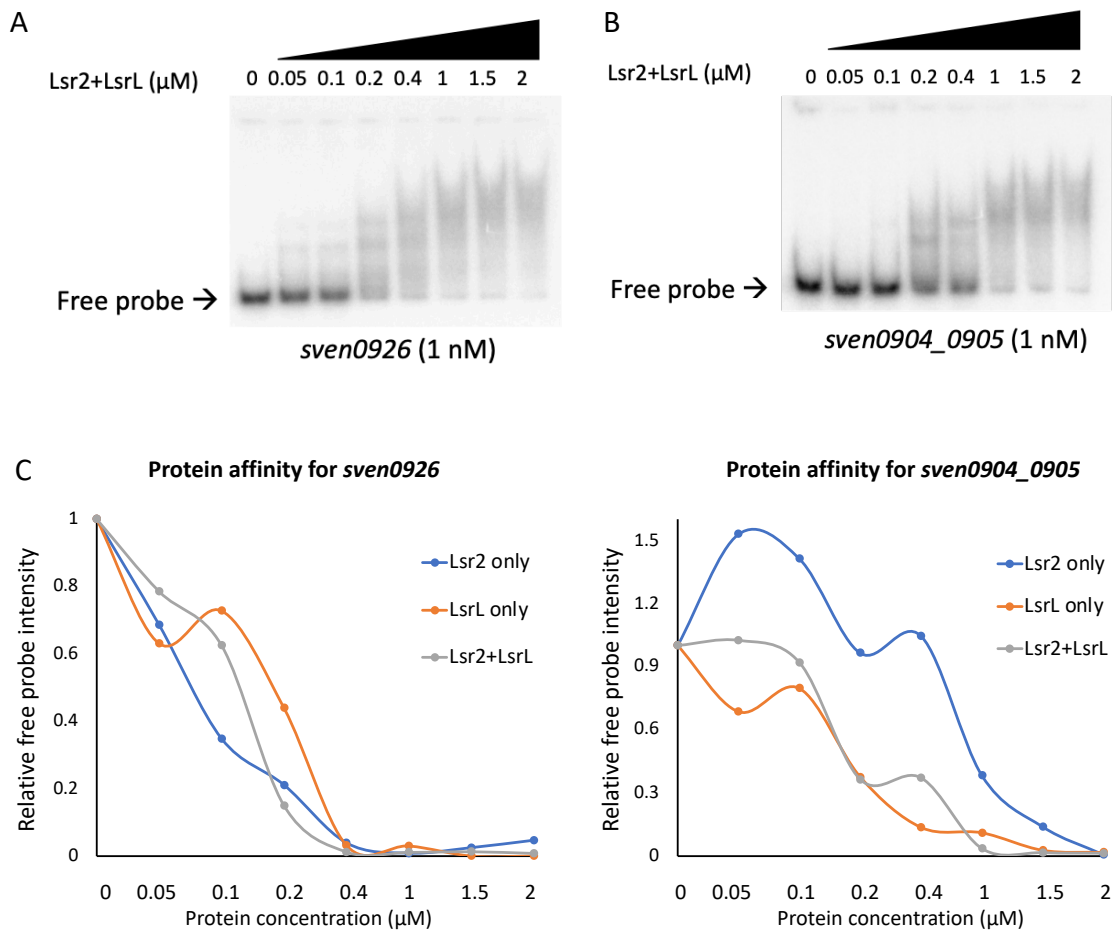 A
Lsr2+LsrL (µM) 0 0.05 0.1 0.2 0.4 1 1.5 2
Free probe →
sven0926 (1 nM)
B
Lsr2+LsrL (µM) 0 0.05 0.1 0.2 0.4 1 1.5 2
Free probe →
sven0904_0905 (1 nM)
C
Protein affinity for sven0926
Relative free probe intensity
1
0.8
0.6
0.4
0.2
0
Lsr2 only
LsrL only
Lsr2+LsrL
0 0.05 0.1 0.2 0.4 1 1.5 2
Protein concentration (µM)
Protein affinity for sven0904_0905
Relative free probe intensity
1.5
1.2
0.9
0.6
0.3
0
Lsr2 only
LsrL only
Lsr2+LsrL
0 0.05 0.1 0.2 0.4 1 1.5 2
Protein concentration (µM)